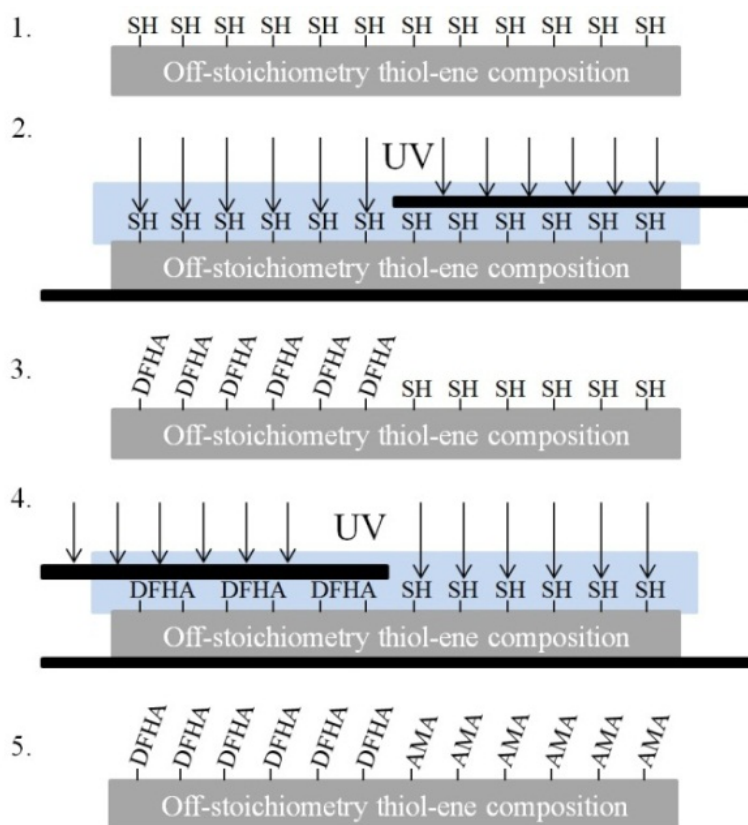 1. SH SH SH SH SH SH SH SH SH SH SH SH
Off-stoichiometry thiol-ene composition
2.
UV
SH SH SH SH SH SH SH SH SH SH SH SH
Off-stoichiometry thiol-ene composition
3. DFHA DFHA DFHA DFHA DFHA DFHA SH SH SH SH SH SH
Off-stoichiometry thiol-ene composition
4.
UV
DFHA DFHA DFHA SH SH SH SH SH SH
Off-stoichiometry thiol-ene composition
5. DFHA DFHA DFHA DFHA DFHA DFHA AMA AMA AMA AMA AMA AMA
Off-stoichiometry thiol-ene composition